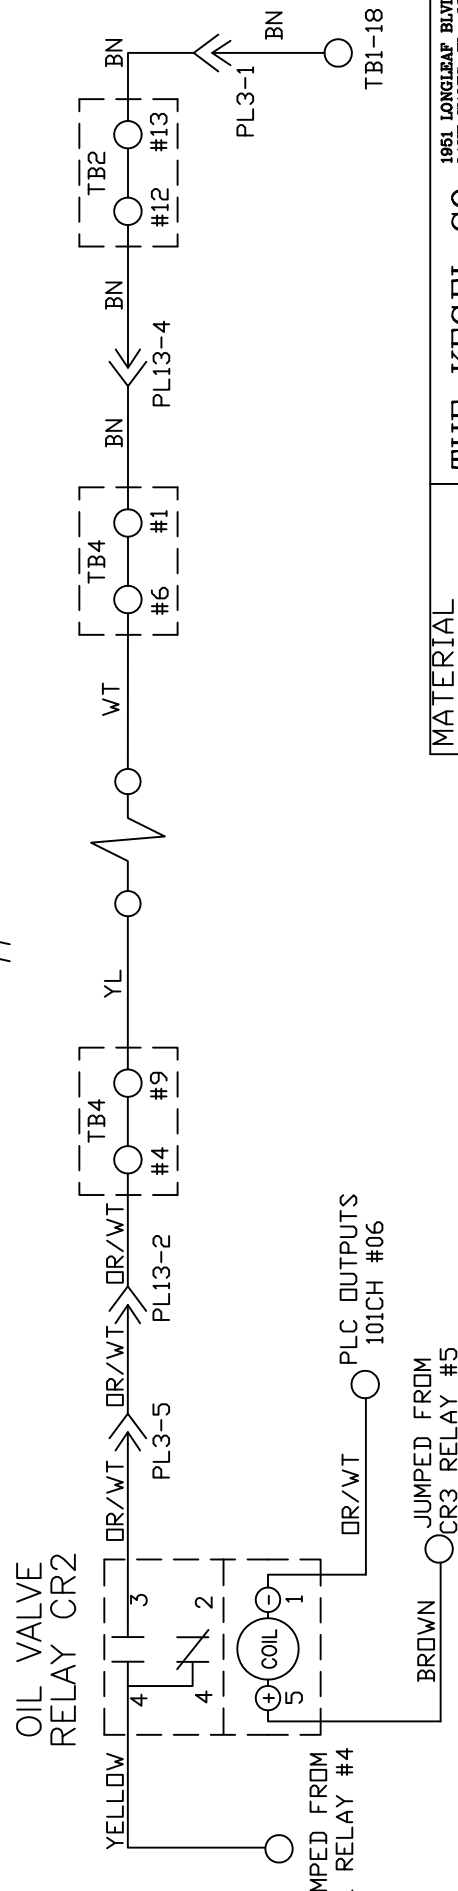 OIL VALVE
RELAY CR2
YELLOW
4
3
4
2
COIL
+
-
5
1
OR/WT
PL3-5
OR/WT
PL13-2
OR/WT
TB4
#4
#9
YL
WT
TB4
#6
#1
BN
PL13-4
BN
TB2
#12
#13
BN
PL3-1
BN
TB1-18
OR/WT
PLC OUTPUTS
101CH #06
BROWN
JUMPED FROM
CR3 RELAY #5
FROM
RELAY #4
MATERIAL
1951 LONGLEAF